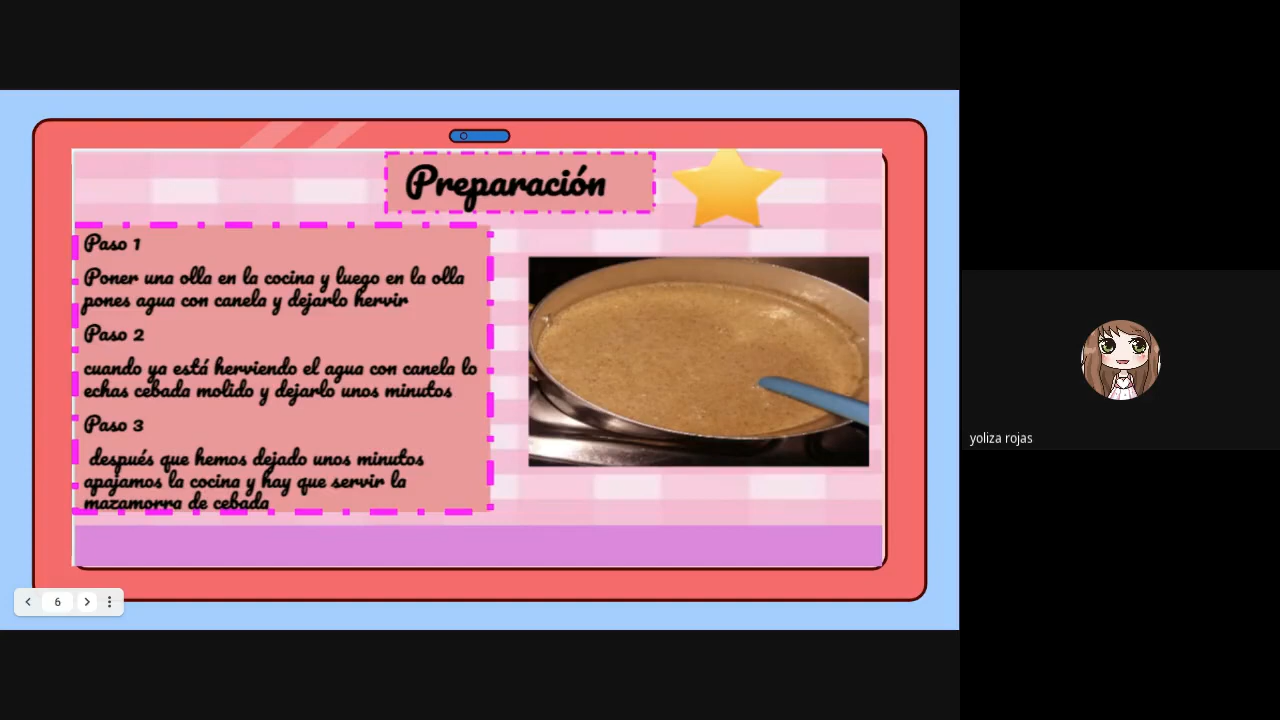 Preparación
Paso 1
Poner una olla en la cocina y luego en la olla
pones agua con canela y dejarlo hervir
Paso 2
cuando ya está herviendo el agua con canela lo
echas cebada molido y dejarlo unos minutos
Paso 3
después que hemos dejado unos minutos
apajamos la cocina y hay que servir la
mazamorra de cebada
6
yoliza rojas